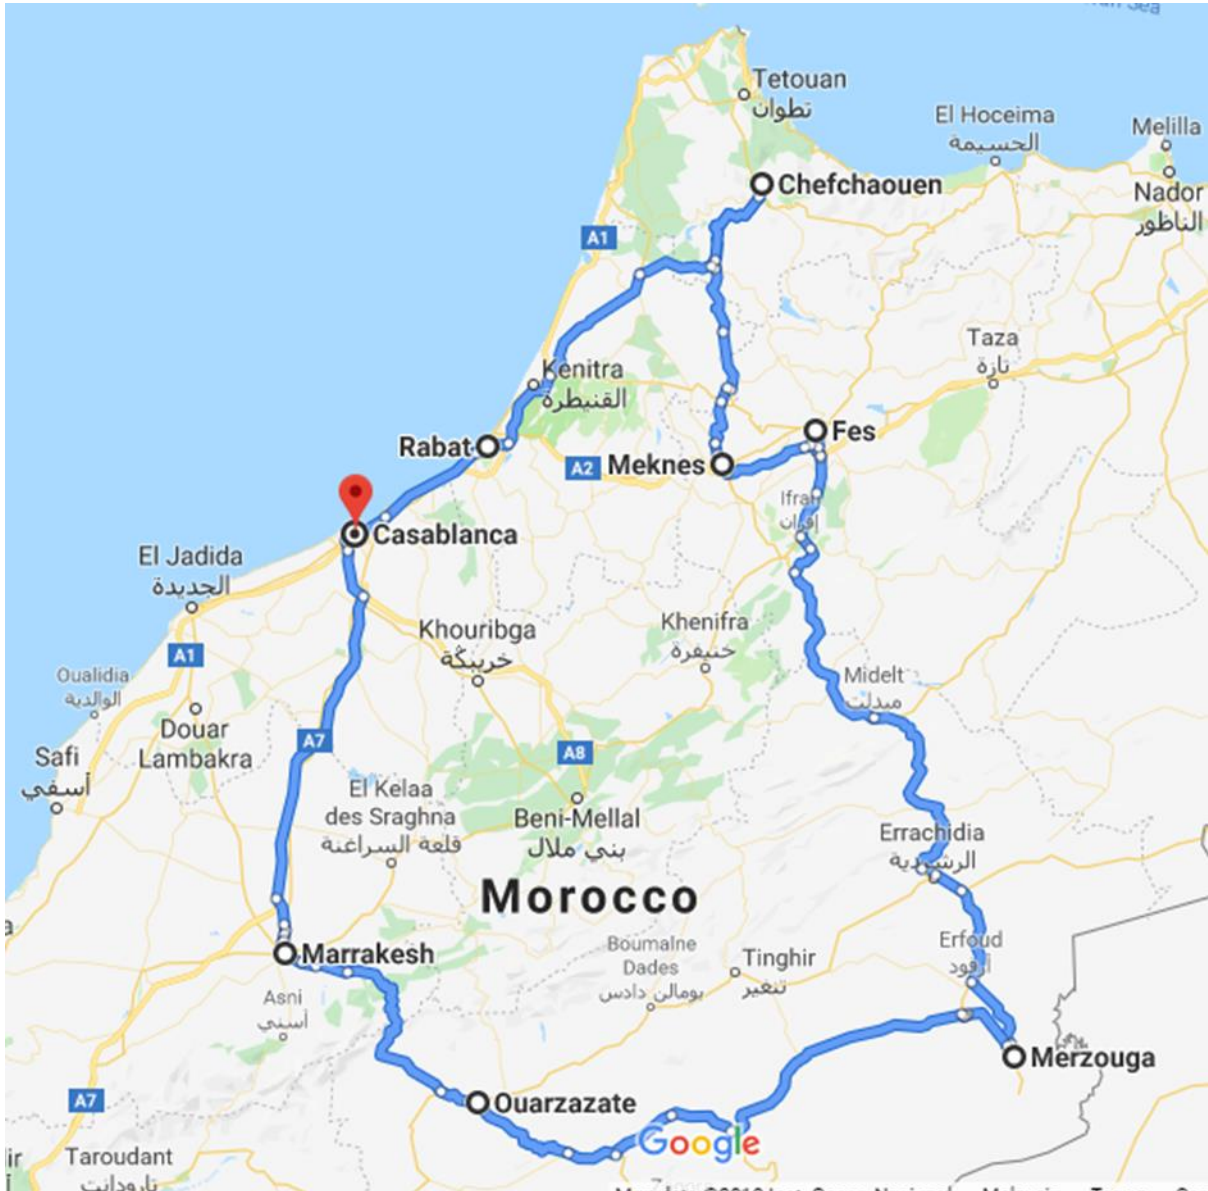 Tetouan
تطوان
El Hoceima
الحسيمة
Melilla
Nador
الناظور
Chefchaouen
A1
Taza
تازة
Kenitra
القنيطرة
Rabat
A2
Meknes
Fes
Ifran
إفران
Casablanca
El Jadida
الجديدة
Khouribga
خريبكة
Khenifra
خنيفرة
A1
Oualidia
الوالدية
Midelt
ميدلت
Douar
Lambakra
A7
A8
Safi
أسفي
El Kelaa
des Sraghna
قلعة السراغنة
Beni-Mellal
بني ملال
Errachidia
الرشيدية
Morocco
Marrakesh
Boumalne
Dades
بومالن دادس
Tinghir
تنغير
Erfoud
أرفود
Asni
أسني
Merzouga
A7
Ouarzazate
Google
Taroudant
تارودانت